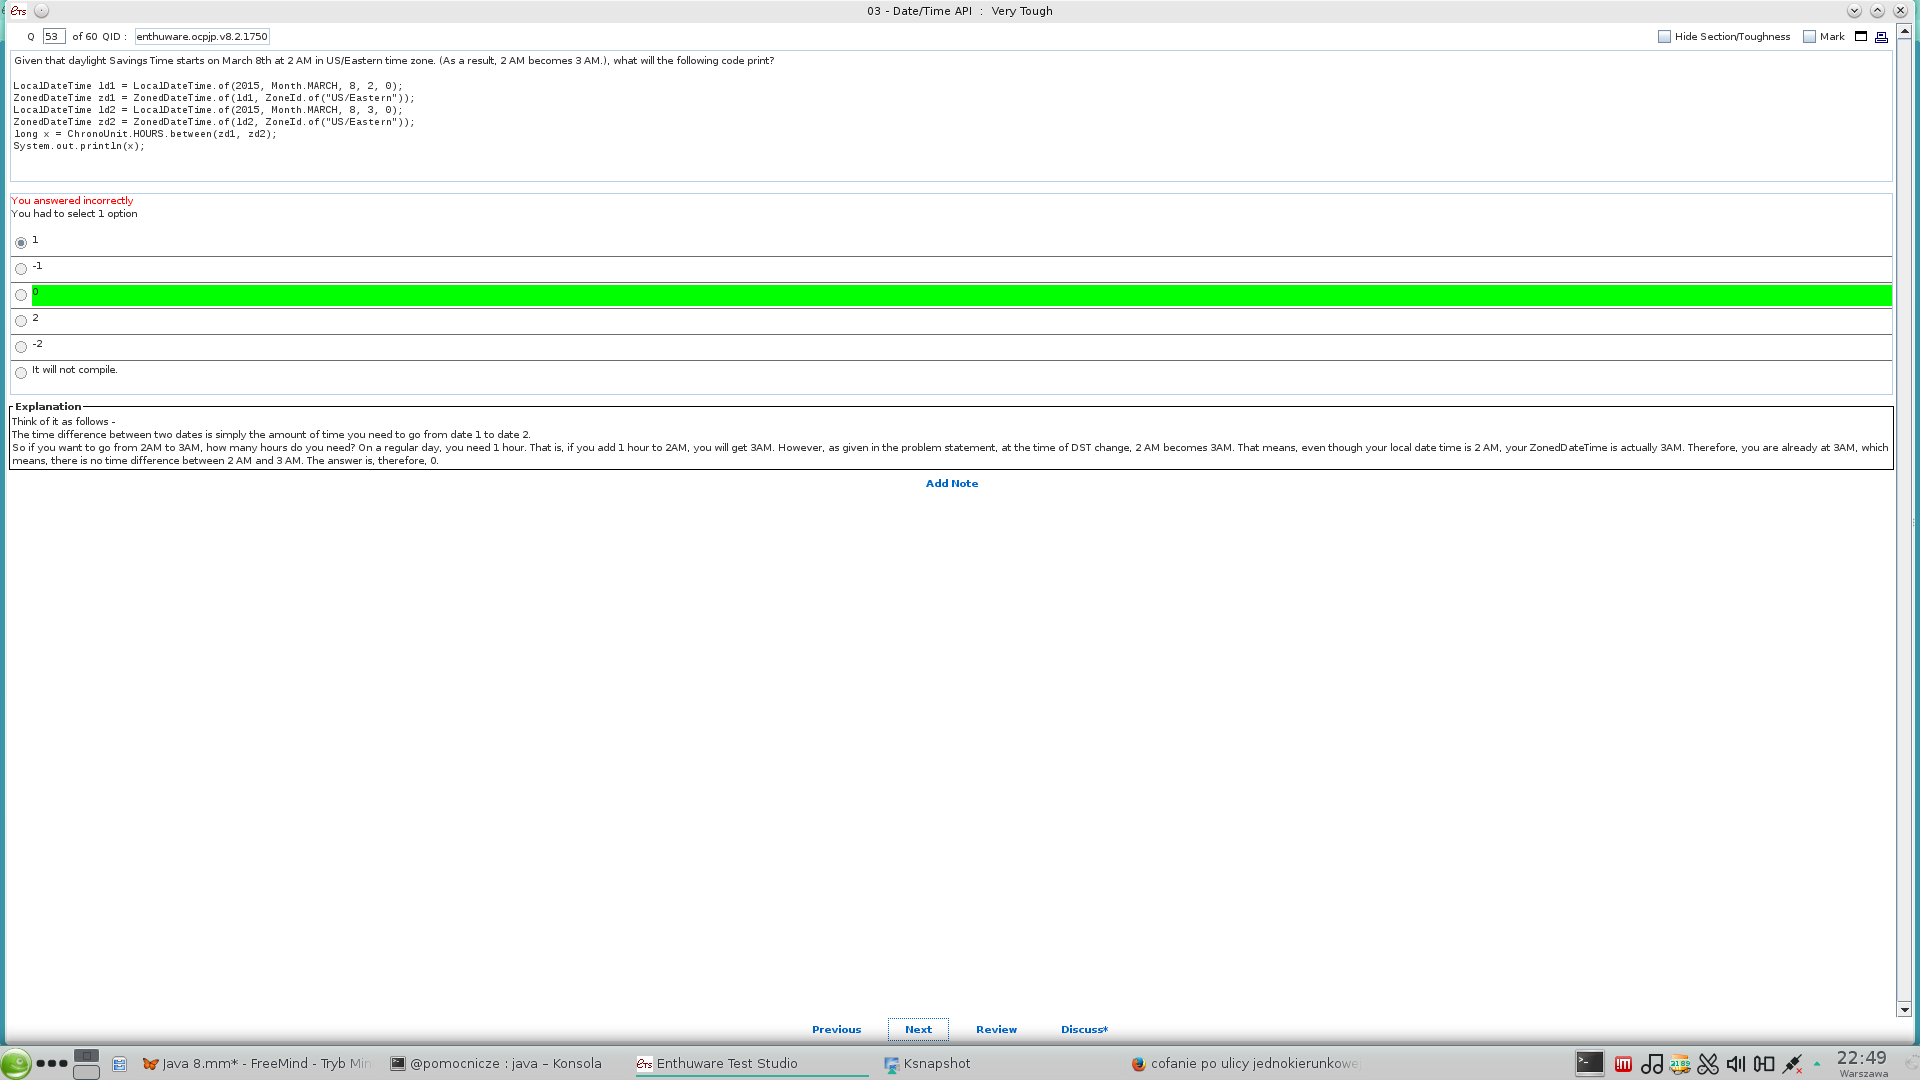 ETS
03 - Date/Time API : Very Tough
Q 53 of 60 QID : enthuware.ocpjp.v8.2.1750
Hide Section/Toughness Mark
Given that daylight Savings Time starts on March 8th at 2 AM in US/Eastern time zone. (As a result, 2 AM becomes 3 AM.), what will the following code print?
LocalDateTime ld1 = LocalDateTime.of(2015, Month.MARCH, 8, 2, 0);
ZonedDateTime zd1 = ZonedDateTime.of(ld1, ZoneId.of("US/Eastern"));
LocalDateTime ld2 = LocalDateTime.of(2015, Month.MARCH, 8, 3, 0);
ZonedDateTime zd2 = ZonedDateTime.of(ld2, ZoneId.of("US/Eastern"));
long x = ChronoUnit.HOURS.between(zd1, zd2);
System.out.println(x);
You answered incorrectly
You had to select 1 option
1
-1
0
2
-2
It will not compile.
Explanation
Think of it as follows -
The time difference between two dates is simply the amount of time you need to go from date 1 to date 2.
So if you want to go from 2AM to 3AM, how many hours do you need? On a regular day, you need 1 hour. That is, if you add 1 hour to 2AM, you will get 3AM. However, as given in the problem statement, at the time of DST change, 2 AM becomes 3AM. That means, even though your local date time is 2 AM, your ZonedDateTime is actually 3AM. Therefore, you are already at 3AM, which
means, there is no time difference between 2 AM and 3 AM. The answer is, therefore, 0.
Add Note
Previous Next Review Discuss*
Java 8.mm* - FreeMind - Tryb Min @pomocnicze : java – Konsola ETS Enthuware Test Studio Ksnapshot cofanie po ulicy jednokierunkowe 22:49
Warszawa